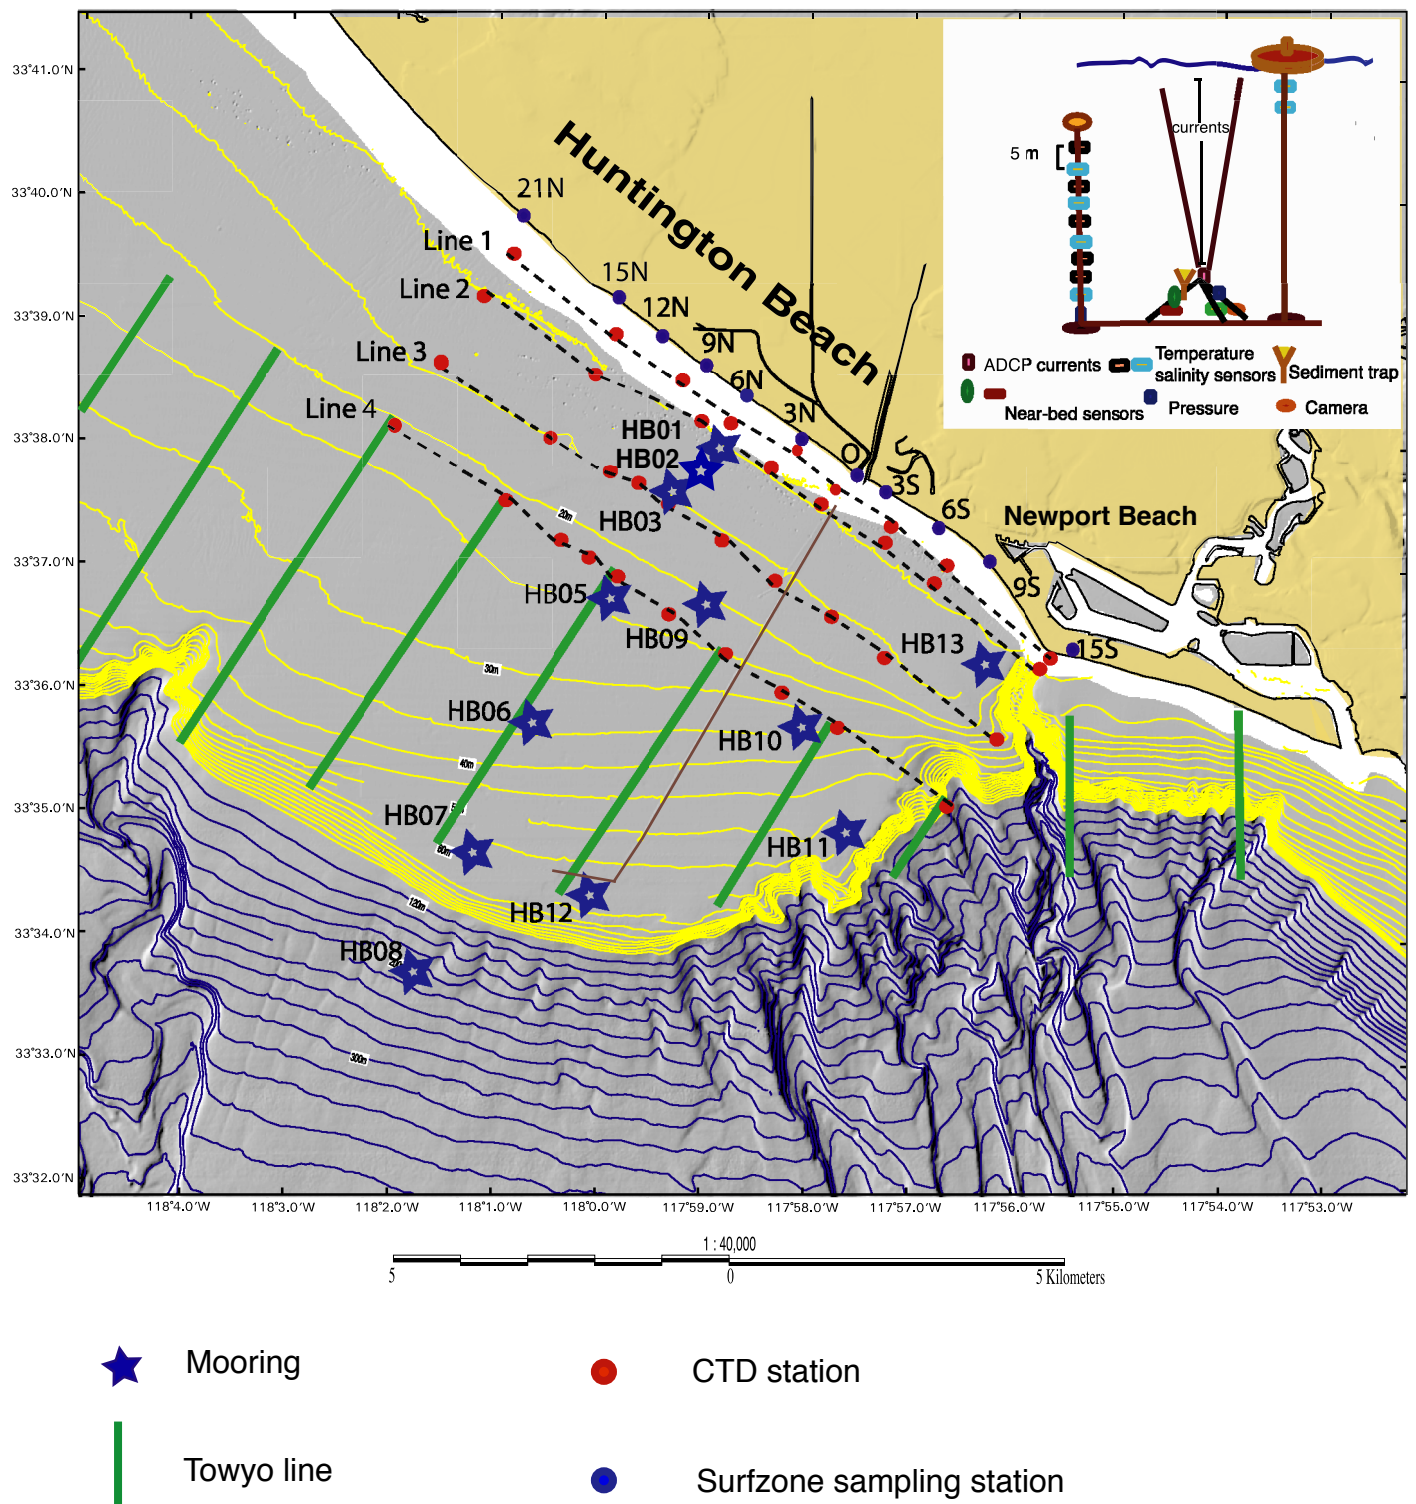 33°41.0'N
33°40.0'N
33°39.0'N
33°38.0'N
33°37.0'N
33°36.0'N
33°35.0'N
33°34.0'N
33°33.0'N
33°32.0'N
Huntington Beach
Newport Beach
21N
15N
12N
9N
6N
3N
O
3S
6S
9S
15S
Line 1
Line 2
Line 3
Line 4
HB01
HB02
HB03
HB05
HB09
HB13
HB06
HB10
HB07
HB11
HB12
HB08
20m
30m
40m
60m
120m
300m
currents
5 m
ADCP currents
Temperature
salinity sensors
Sediment trap
Near-bed sensors
Pressure
Camera
118°4.0'W
118°3.0'W
118°2.0'W
118°1.0'W
118°0.0'W
117°59.0'W
117°58.0'W
117°57.0'W
117°56.0'W
117°55.0'W
117°54.0'W
117°53.0'W
1 : 40,000
5 0 5 Kilometers
Mooring
CTD station
Towyo line
Surfzone sampling station